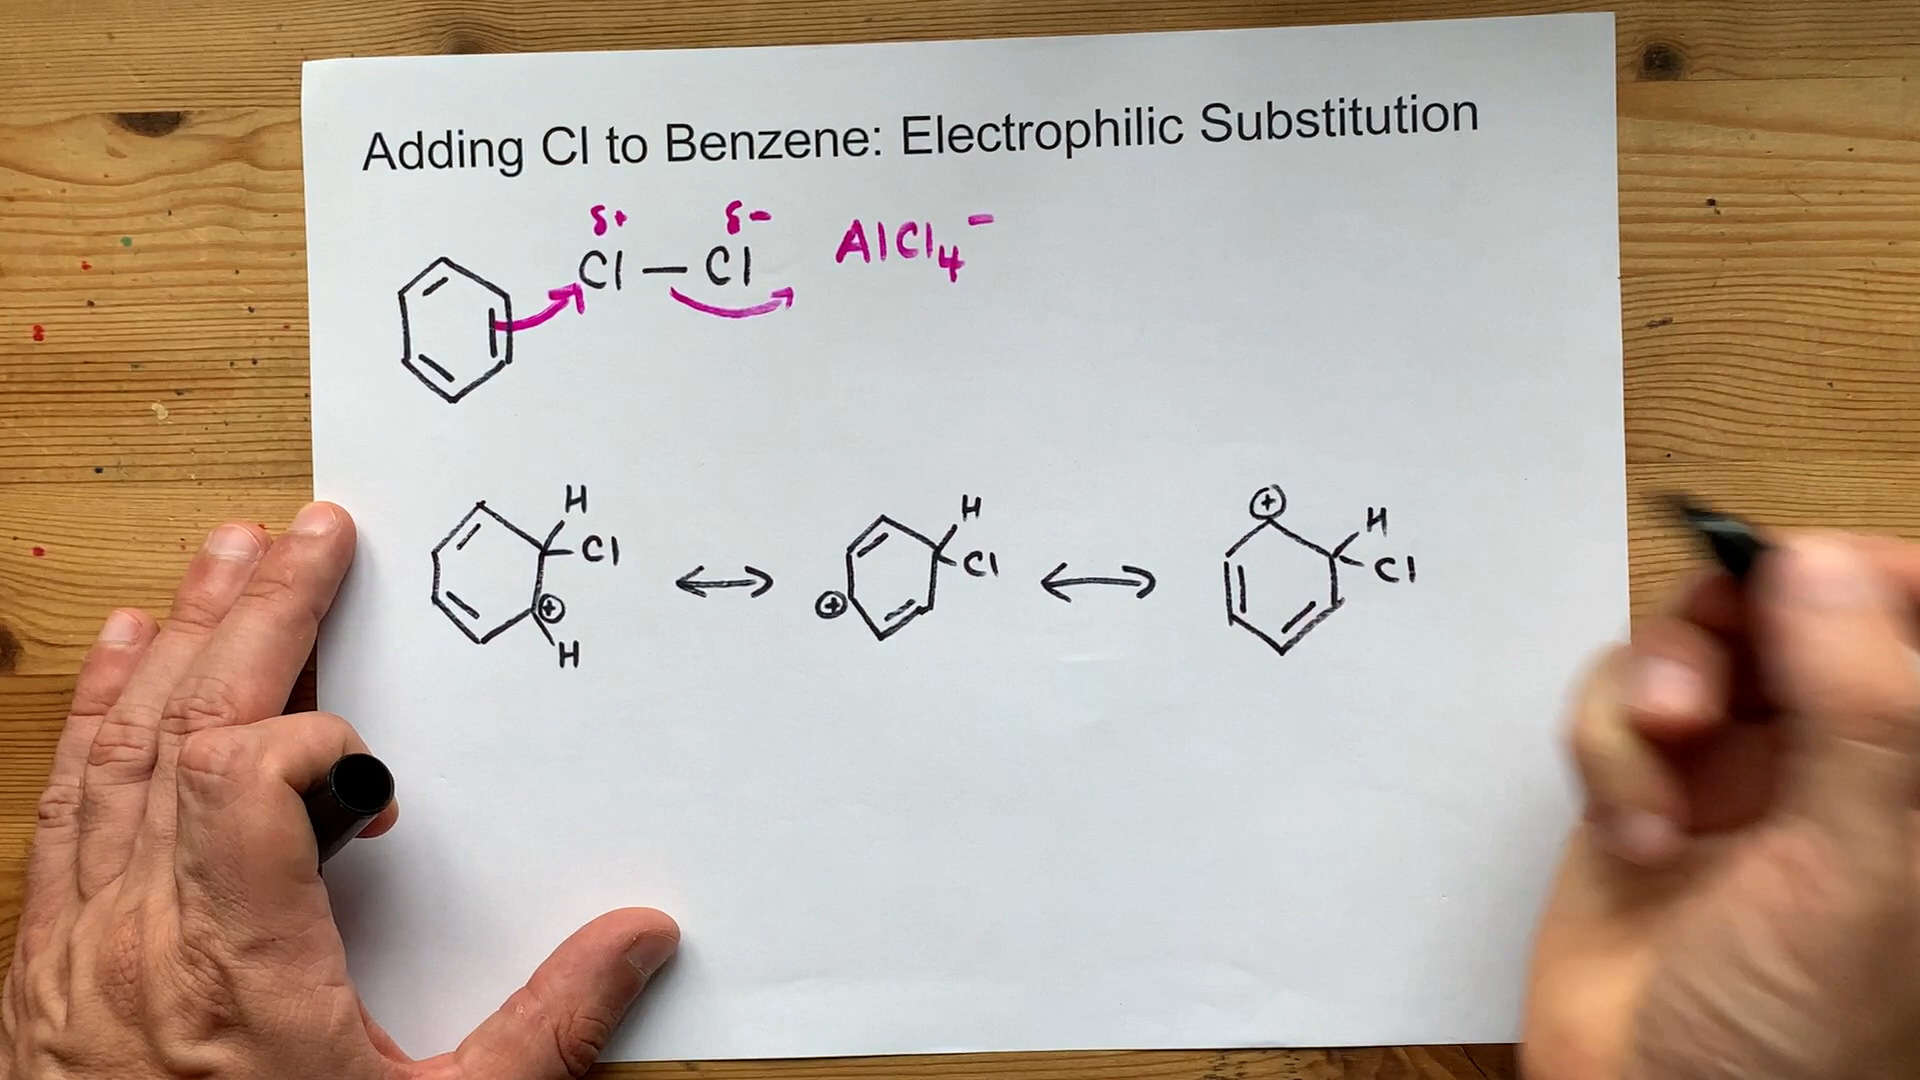 Adding Cl to Benzene: Electrophilic Substitution
δ+ δ-
Cl — Cl AlCl₄⁻
H H ⊕ H
Cl Cl Cl
⊕ ⊕
H